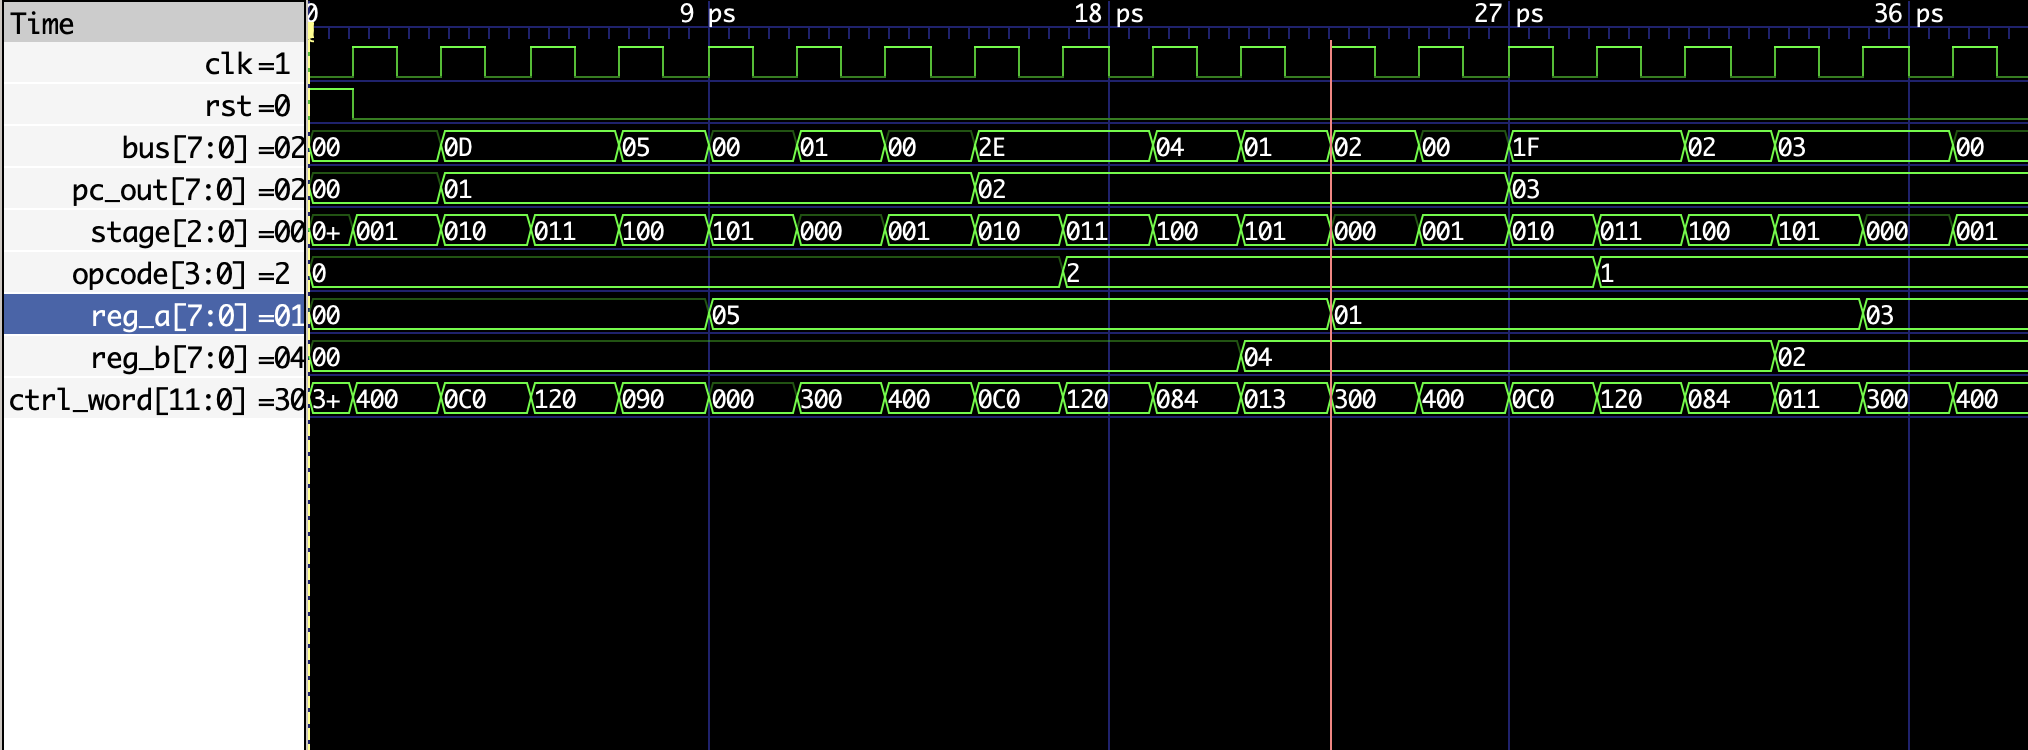 Time 0 9 ps 18 ps 27 ps 36 ps
clk =1
rst =0
bus[7:0] =02 00 0D 05 00 01 00 2E 04 01 02 00 1F 02 03 00
pc_out[7:0] =02 00 01 02 03
stage[2:0] =00 0+ 001 010 011 100 101 000 001 010 011 100 101 000 001 010 011 100 101 000 001
opcode[3:0] =2 0 2 1
reg_a[7:0] =01 00 05 01 03
reg_b[7:0] =04 00 04 02
ctrl_word[11:0] =30 3+ 400 0C0 120 090 000 300 400 0C0 120 084 013 300 400 0C0 120 084 011 300 400